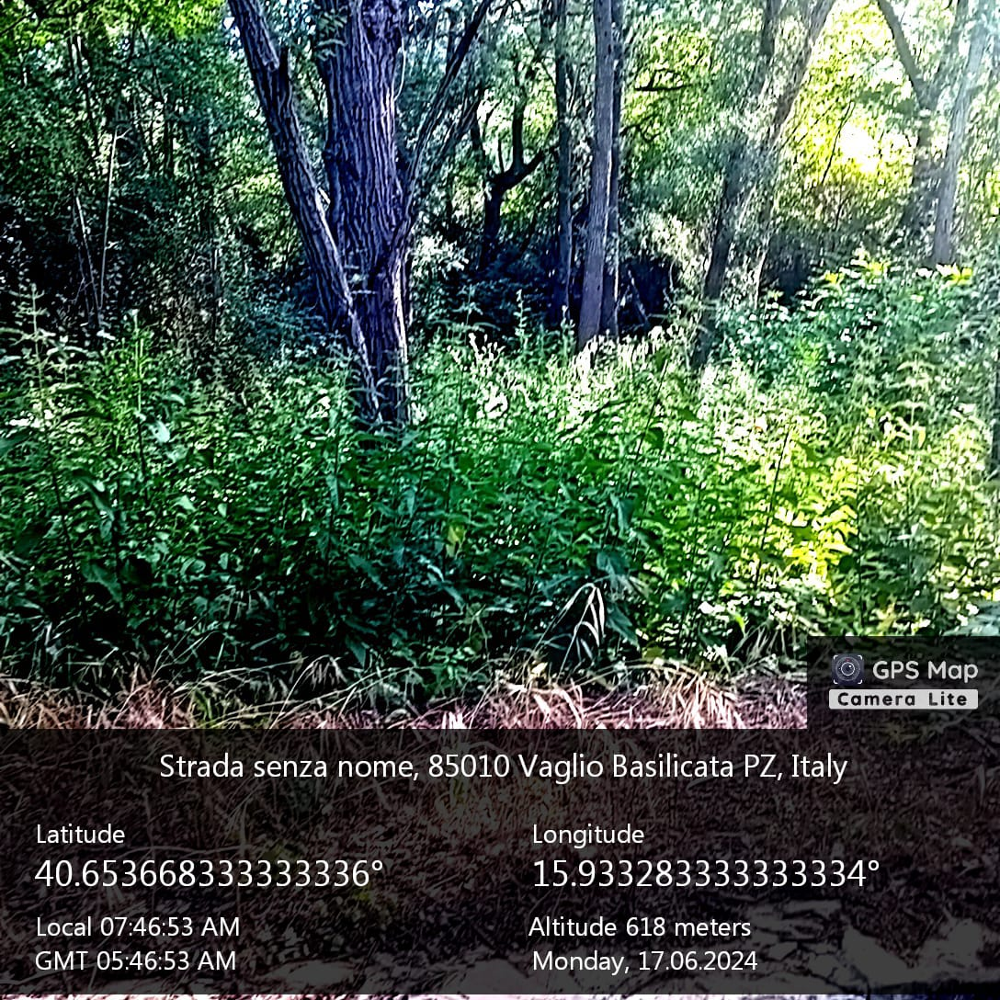 GPS Map
Camera Lite
Strada senza nome, 85010 Vaglio Basilicata PZ, Italy
Latitude
40.653668333333336°
Longitude
15.933283333333334°
Local 07:46:53 AM
GMT 05:46:53 AM
Altitude 618 meters
Monday, 17.06.2024